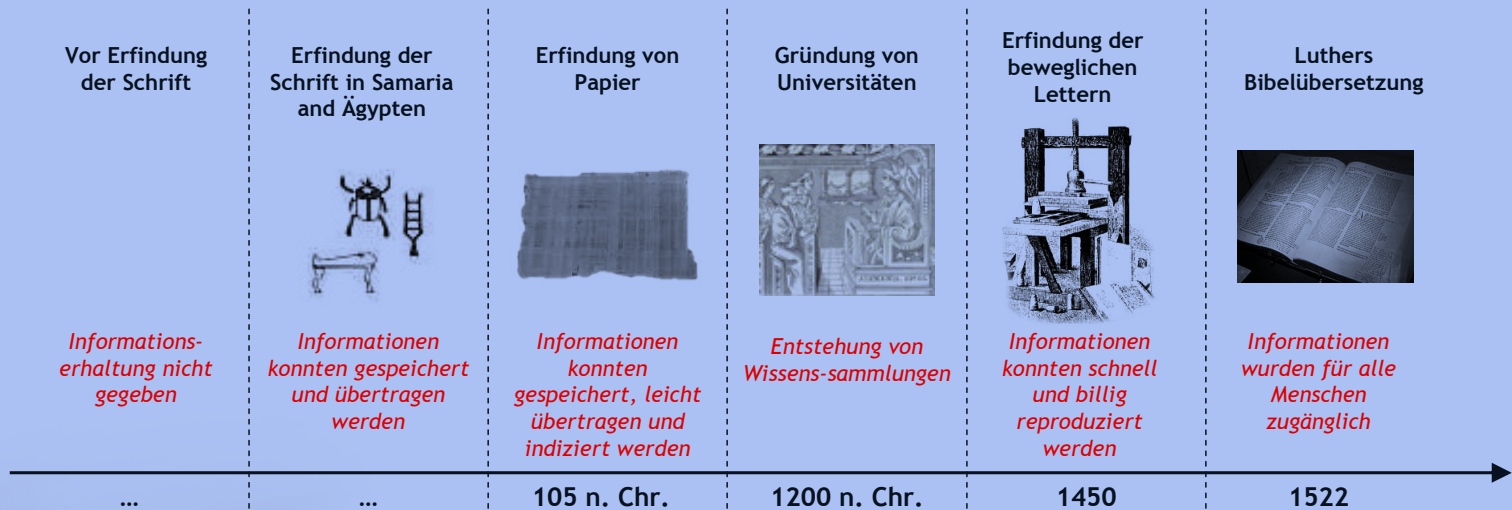 Vor Erfindung
der Schrift
Erfindung der
Schrift in Samaria
and Ägypten
Erfindung von
Papier
Gründung von
Universitäten
Erfindung der
beweglichen
Lettern
Luthers
Bibelübersetzung
Informations-
erhaltung nicht
gegeben
Informationen
konnten gespeichert
und übertragen
werden
Informationen
konnten
gespeichert, leicht
übertragen und
indiziert werden
Entstehung von
Wissens-sammlungen
Informationen
konnten schnell
und billig
reproduziert
werden
Informationen
wurden für alle
Menschen
zugänglich
...
...
105 n. Chr.
1200 n. Chr.
1450
1522